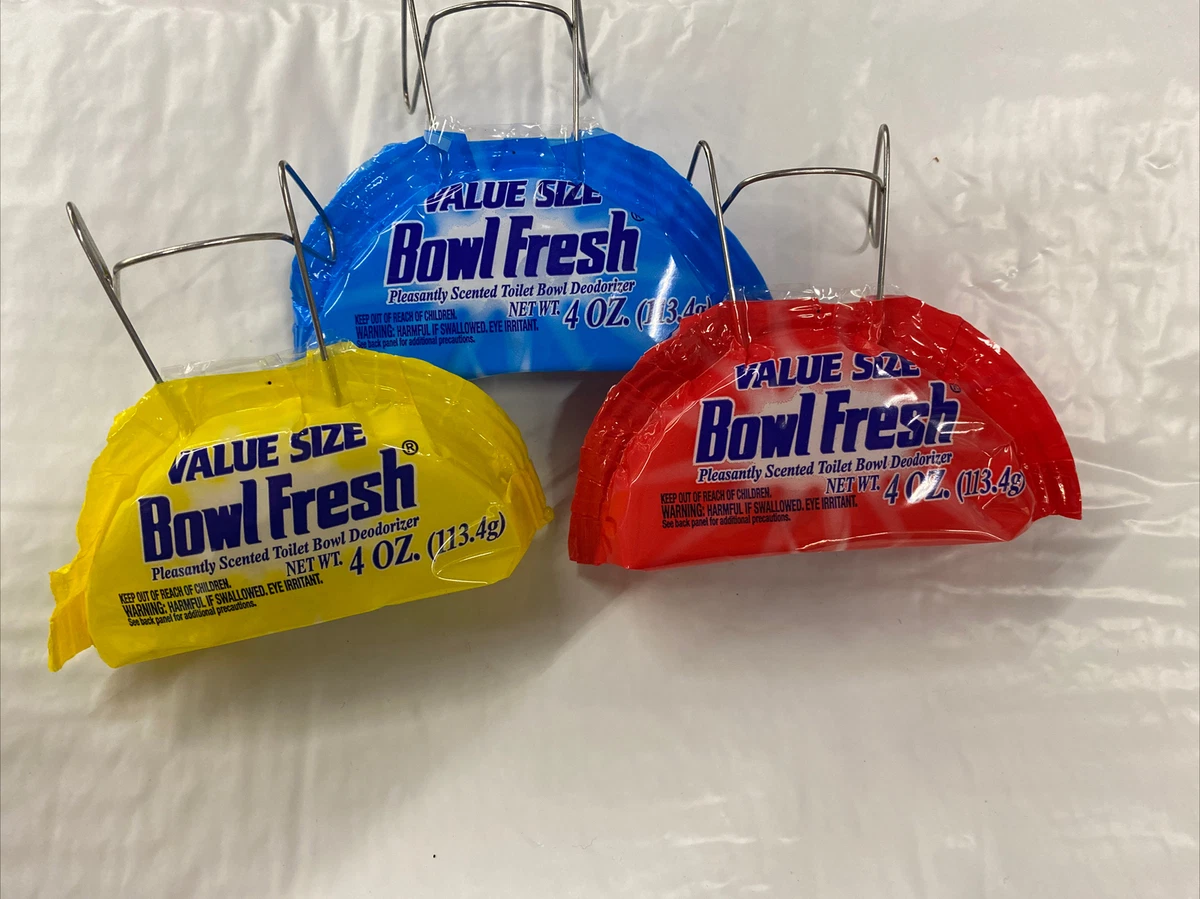 VALUE SIZE
Bowl Fresh®
Pleasantly Scented Toilet Bowl Deodorizer
NET WT. 4 OZ. (113.4g)
KEEP OUT OF REACH OF CHILDREN.
WARNING: HARMFUL IF SWALLOWED. EYE IRRITANT.
See back panel for additional precautions.
VALUE SIZE
Bowl Fresh®
Pleasantly Scented Toilet Bowl Deodorizer
NET WT. 4 OZ. (113.4g)
KEEP OUT OF REACH OF CHILDREN.
WARNING: HARMFUL IF SWALLOWED. EYE IRRITANT.
See back panel for additional precautions.
VALUE SIZE
Bowl Fresh®
Pleasantly Scented Toilet Bowl Deodorizer
NET WT. 4 OZ. (113.4g)
KEEP OUT OF REACH OF CHILDREN.
WARNING: HARMFUL IF SWALLOWED. EYE IRRITANT.
See back panel for additional precautions.